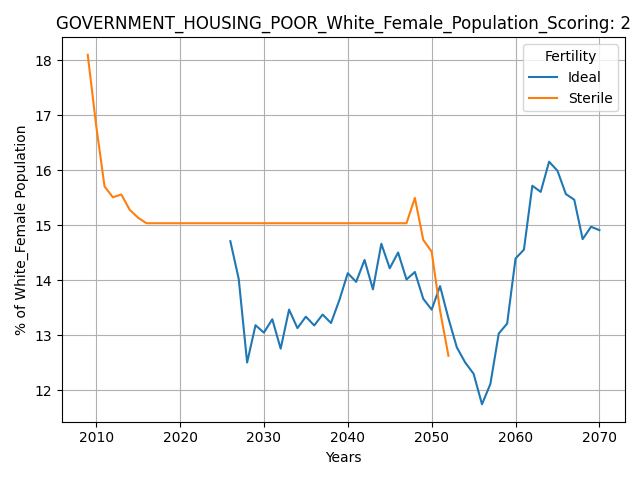 GOVERNMENT_HOUSING_POOR_White_Female_Population_Scoring: 2
Fertility
Ideal
Sterile
% of White_Female Population
18
17
16
15
14
13
12
2010 2020 2030 2040 2050 2060 2070
Years